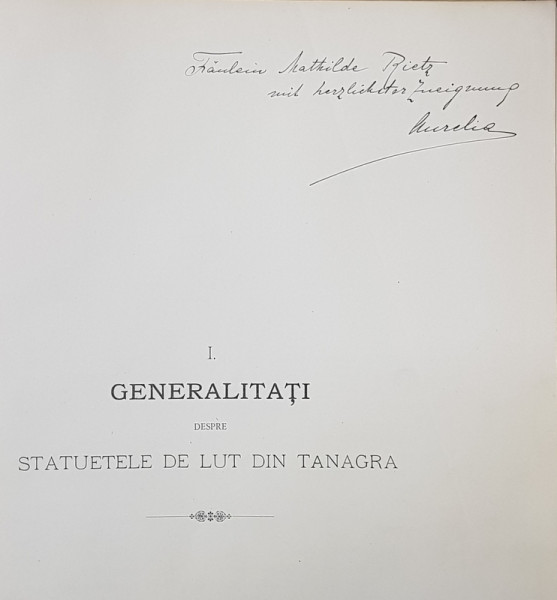 Fräulein Mathilde Rietz
mit herzlichster Zueignung
Aurelia
I.
GENERALITAŢI
DESPRE
STATUETELE DE LUT DIN TANAGRA